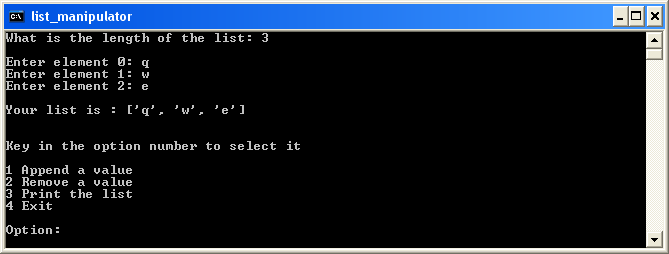 list_manipulator
What is the length of the list: 3
Enter element 0: q
Enter element 1: w
Enter element 2: e
Your list is : ['q', 'w', 'e']
Key in the option number to select it
1 Append a value
2 Remove a value
3 Print the list
4 Exit
Option: